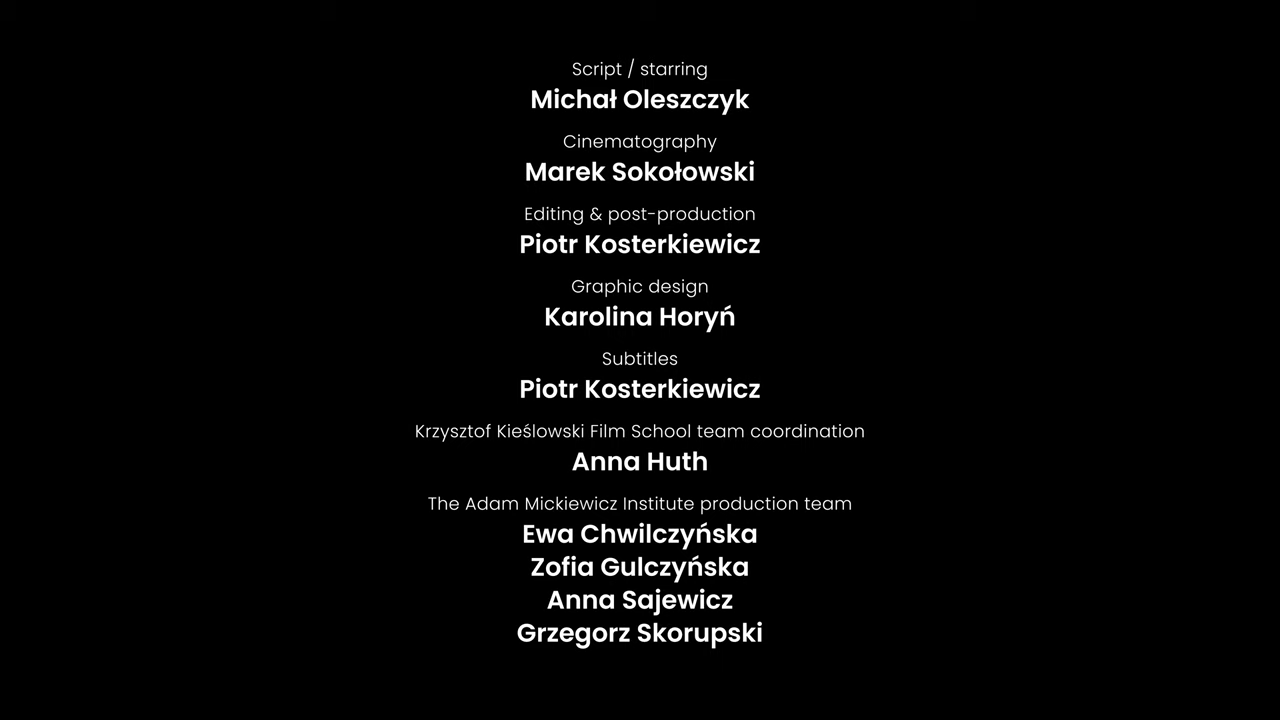 Script / starring
Michał Oleszczyk
Cinematography
Marek Sokołowski
Editing & post-production
Piotr Kosterkiewicz
Graphic design
Karolina Horyń
Subtitles
Piotr Kosterkiewicz
Krzysztof Kieślowski Film School team coordination
Anna Huth
The Adam Mickiewicz Institute production team
Ewa Chwilczyńska
Zofia Gulczyńska
Anna Sajewicz
Grzegorz Skorupski